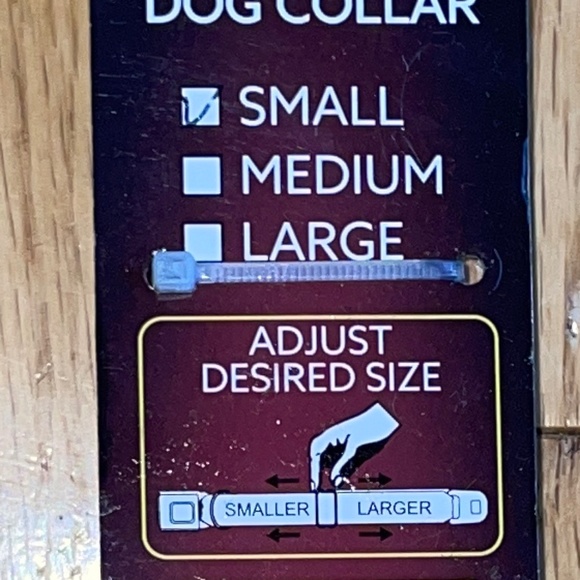 DOG COLLAR
SMALL
MEDIUM
LARGE
ADJUST
DESIRED SIZE
SMALLER LARGER